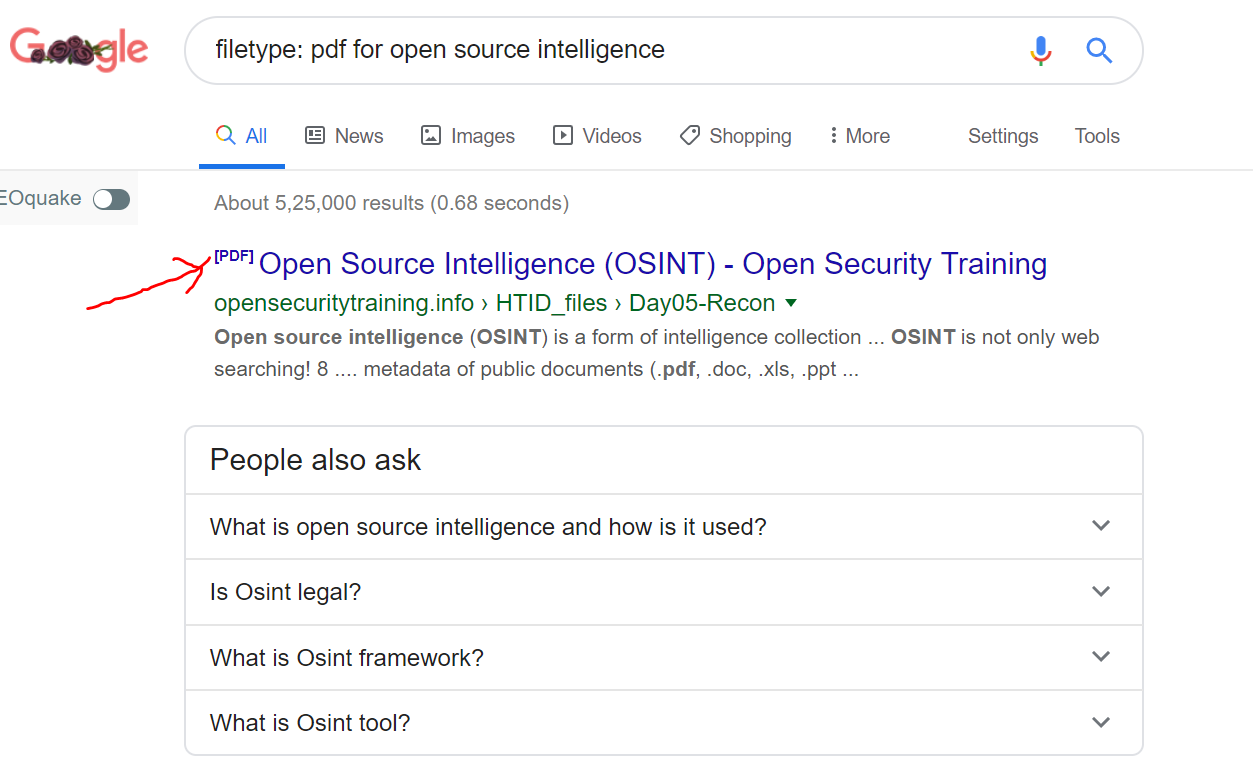 Google
filetype: pdf for open source intelligence
All News Images Videos Shopping More Settings Tools
EOquake
About 5,25,000 results (0.68 seconds)
[PDF] Open Source Intelligence (OSINT) - Open Security Training
opensecuritytraining.info › HTID_files › Day05-Recon
Open source intelligence (OSINT) is a form of intelligence collection ... OSINT is not only web
searching! 8 .... metadata of public documents (.pdf, .doc, .xls, .ppt ...
People also ask
What is open source intelligence and how is it used?
Is Osint legal?
What is Osint framework?
What is Osint tool?